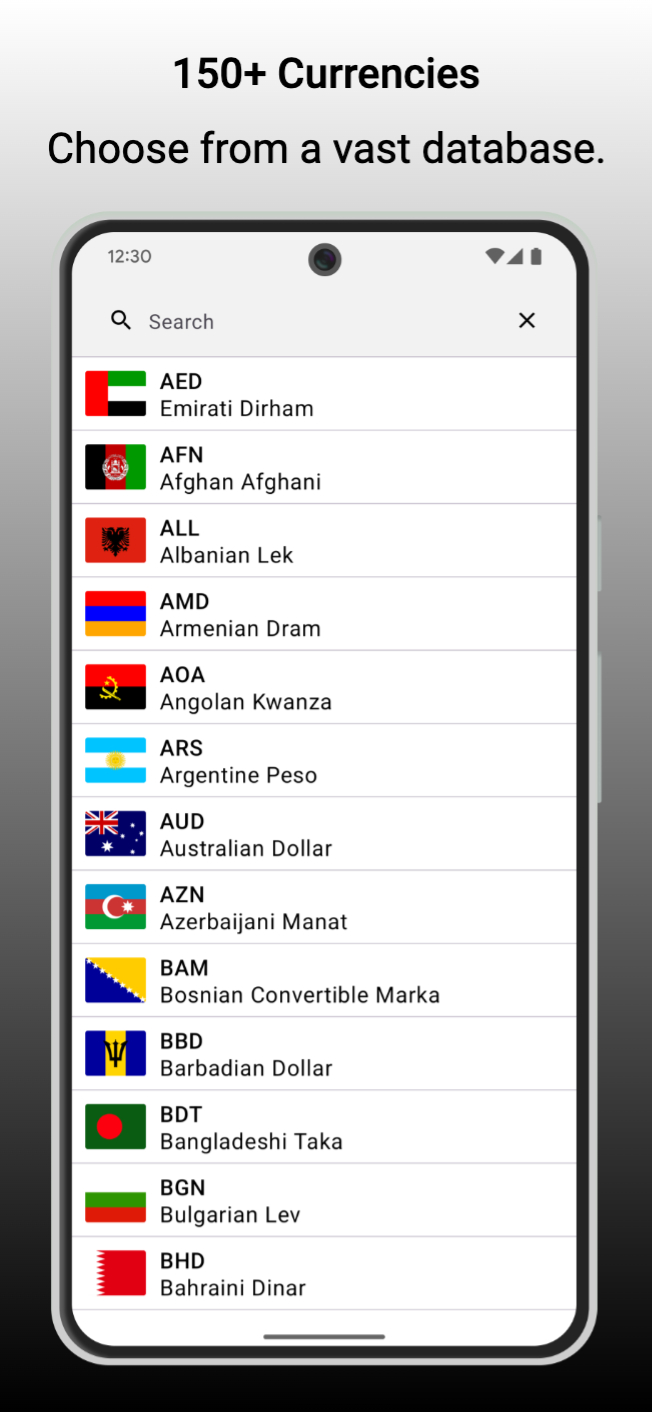 150+ Currencies
Choose from a vast database.
12:30
Search
AED
Emirati Dirham
AFN
Afghan Afghani
ALL
Albanian Lek
AMD
Armenian Dram
AOA
Angolan Kwanza
ARS
Argentine Peso
AUD
Australian Dollar
AZN
Azerbaijani Manat
BAM
Bosnian Convertible Marka
BBD
Barbadian Dollar
BDT
Bangladeshi Taka
BGN
Bulgarian Lev
BHD
Bahraini Dinar